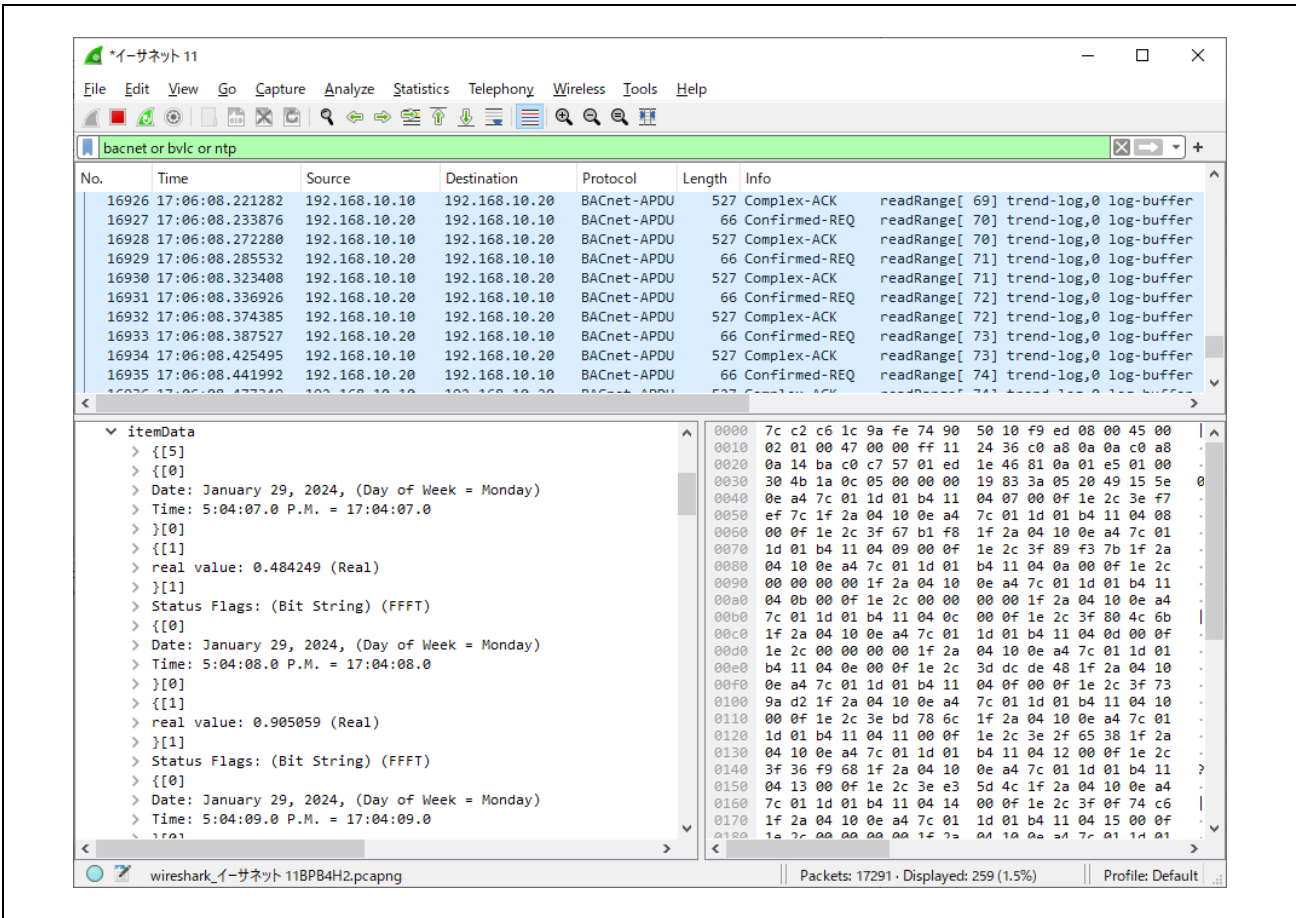 *イーサネット 11
File Edit View Go Capture Analyze Statistics Telephony Wireless Tools Help
bacnet or bvlc or ntp
No. Time Source Destination Protocol Length Info
16926 17:06:08.221282 192.168.10.10 192.168.10.20 BACnet-APDU 527 Complex-ACK readRange[ 69] trend-log,0 log-buffer
16927 17:06:08.233876 192.168.10.20 192.168.10.10 BACnet-APDU 66 Confirmed-REQ readRange[ 70] trend-log,0 log-buffer
16928 17:06:08.272280 192.168.10.10 192.168.10.20 BACnet-APDU 527 Complex-ACK readRange[ 70] trend-log,0 log-buffer
16929 17:06:08.285532 192.168.10.20 192.168.10.10 BACnet-APDU 66 Confirmed-REQ readRange[ 71] trend-log,0 log-buffer
16930 17:06:08.323408 192.168.10.10 192.168.10.20 BACnet-APDU 527 Complex-ACK readRange[ 71] trend-log,0 log-buffer
16931 17:06:08.336926 192.168.10.20 192.168.10.10 BACnet-APDU 66 Confirmed-REQ readRange[ 72] trend-log,0 log-buffer
16932 17:06:08.374385 192.168.10.10 192.168.10.20 BACnet-APDU 527 Complex-ACK readRange[ 72] trend-log,0 log-buffer
16933 17:06:08.387527 192.168.10.20 192.168.10.10 BACnet-APDU 66 Confirmed-REQ readRange[ 73] trend-log,0 log-buffer
16934 17:06:08.425495 192.168.10.10 192.168.10.20 BACnet-APDU 527 Complex-ACK readRange[ 73] trend-log,0 log-buffer
16935 17:06:08.441992 192.168.10.20 192.168.10.10 BACnet-APDU 66 Confirmed-REQ readRange[ 74] trend-log,0 log-buffer
itemData
{[5]
{[0]
Date: January 29, 2024, (Day of Week = Monday)
Time: 5:04:07.0 P.M. = 17:04:07.0
}[0]
{[1]
real value: 0.484249 (Real)
}[1]
Status Flags: (Bit String) (FFFT)
{[0]
Date: January 29, 2024, (Day of Week = Monday)
Time: 5:04:08.0 P.M. = 17:04:08.0
}[0]
{[1]
real value: 0.905059 (Real)
}[1]
Status Flags: (Bit String) (FFFT)
{[0]
Date: January 29, 2024, (Day of Week = Monday)
Time: 5:04:09.0 P.M. = 17:04:09.0
0000 7c c2 c6 1c 9a fe 74 90 50 10 f9 ed 08 00 45 00 |
0010 02 01 00 47 00 00 ff 11 24 36 c0 a8 0a 0a c0 a8 ·
0020 0a 14 ba c0 c7 57 01 ed 1e 46 81 0a 01 e5 01 00 ·
0030 30 4b 1a 0c 05 00 00 00 19 83 3a 05 20 49 15 5e 0
0040 0e a4 7c 01 1d 01 b4 11 04 07 00 0f 1e 2c 3e f7 ·
0050 ef 7c 1f 2a 04 10 0e a4 7c 01 1d 01 b4 11 04 08 ·
0060 00 0f 1e 2c 3f 67 b1 f8 1f 2a 04 10 0e a4 7c 01 ·
0070 1d 01 b4 11 04 09 00 0f 1e 2c 3f 89 f3 7b 1f 2a ·
0080 04 10 0e a4 7c 01 1d 01 b4 11 04 0a 00 0f 1e 2c ·
0090 00 00 00 00 1f 2a 04 10 0e a4 7c 01 1d 01 b4 11 ·
00a0 04 0b 00 0f 1e 2c 00 00 00 00 1f 2a 04 10 0e a4 ·
00b0 7c 01 1d 01 b4 11 04 0c 00 0f 1e 2c 3f 80 4c 6b |
00c0 1f 2a 04 10 0e a4 7c 01 1d 01 b4 11 04 0d 00 0f ·
00d0 1e 2c 00 00 00 00 1f 2a 04 10 0e a4 7c 01 1d 01 ·
00e0 b4 11 04 0e 00 0f 1e 2c 3d dc de 48 1f 2a 04 10 ·
00f0 0e a4 7c 01 1d 01 b4 11 04 0f 00 0f 1e 2c 3f 73 ·
0100 9a d2 1f 2a 04 10 0e a4 7c 01 1d 01 b4 11 04 10 ·
0110 00 0f 1e 2c 3e bd 78 6c 1f 2a 04 10 0e a4 7c 01 ·
0120 1d 01 b4 11 04 11 00 0f 1e 2c 3e 2f 65 38 1f 2a ·
0130 04 10 0e a4 7c 01 1d 01 b4 11 04 12 00 0f 1e 2c ·
0140 3f 36 f9 68 1f 2a 04 10 0e a4 7c 01 1d 01 b4 11 ?
0150 04 13 00 0f 1e 2c 3e e3 5d 4c 1f 2a 04 10 0e a4 ·
0160 7c 01 1d 01 b4 11 04 14 00 0f 1e 2c 3f 0f 74 c6 |
0170 1f 2a 04 10 0e a4 7c 01 1d 01 b4 11 04 15 00 0f ·
0180 1e 2c 00 00 00 00 1f 2a 04 10 0e a4 7c 01 1d 01
wireshark_イーサネット 11BPB4H2.pcapng
Packets: 17291 · Displayed: 259 (1.5%)
Profile: Default